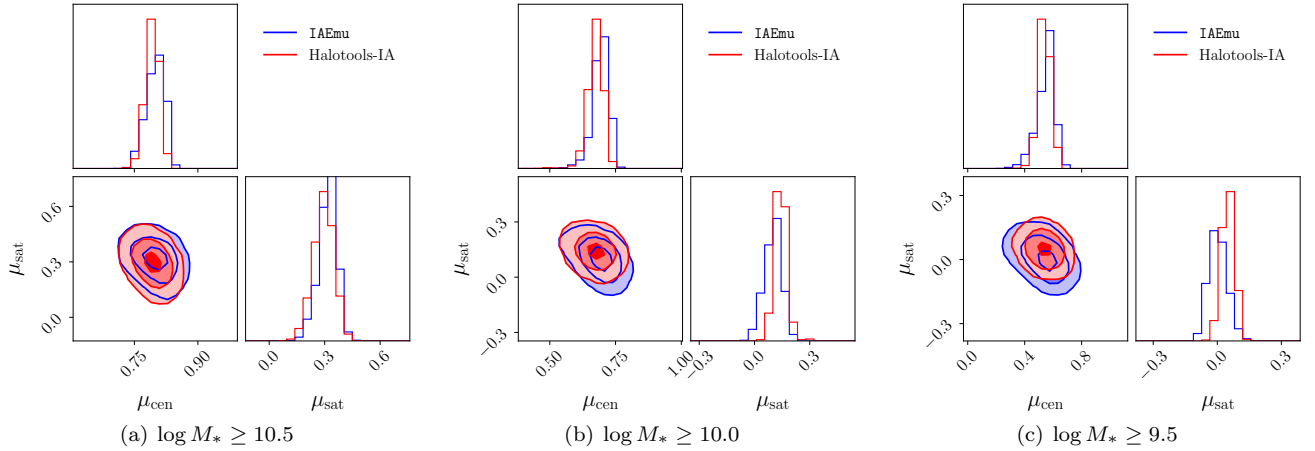 IAEmu
Halotools-IA
0.6
0.3
0.0
μsat
0.75
0.90
μcen
0.0
0.3
0.6
μsat
(a) log M∗ ≥ 10.5
IAEmu
Halotools-IA
0.3
0.0
−0.3
μsat
0.50
0.75
1.00
μcen
−0.3
0.0
0.3
μsat
(b) log M∗ ≥ 10.0
IAEmu
Halotools-IA
0.3
0.0
−0.3
μsat
0.0
0.4
0.8
μcen
−0.3
0.0
0.3
μsat
(c) log M∗ ≥ 9.5